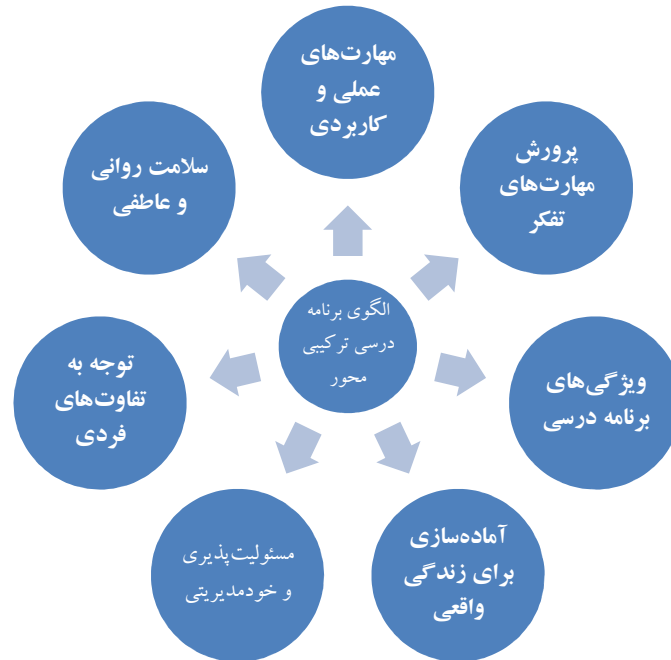 مهارت‌های
عملی و
کاربردی
پرورش
مهارت‌های
تفکر
ویژگی‌های
برنامه درسی
آماده‌سازی
برای زندگی
واقعی
مسئولیت‌پذیری
و خودمدیریتی
توجه به
تفاوت‌های
فردی
سلامت روانی
و عاطفی
الگوی برنامه
درسی ترکیبی
محور